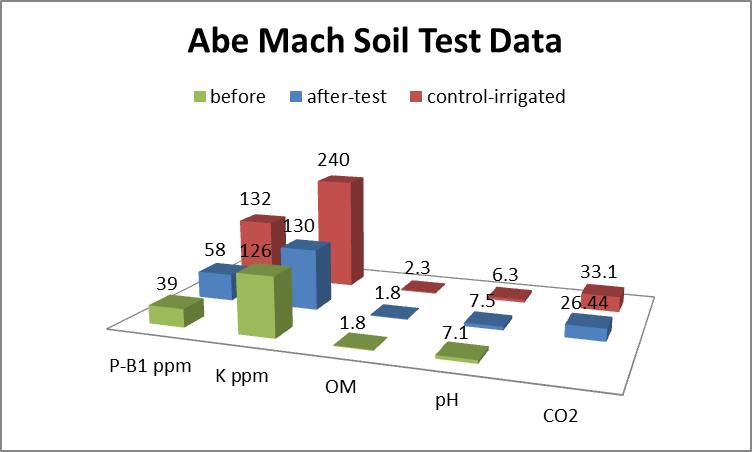 Abe Mach Soil Test Data
before after-test control-irrigated
240
132
130
58 126
39
2.3 6.3 33.1
1.8 7.5 26.44
1.8 7.1
P-B1 ppm K ppm OM pH CO2